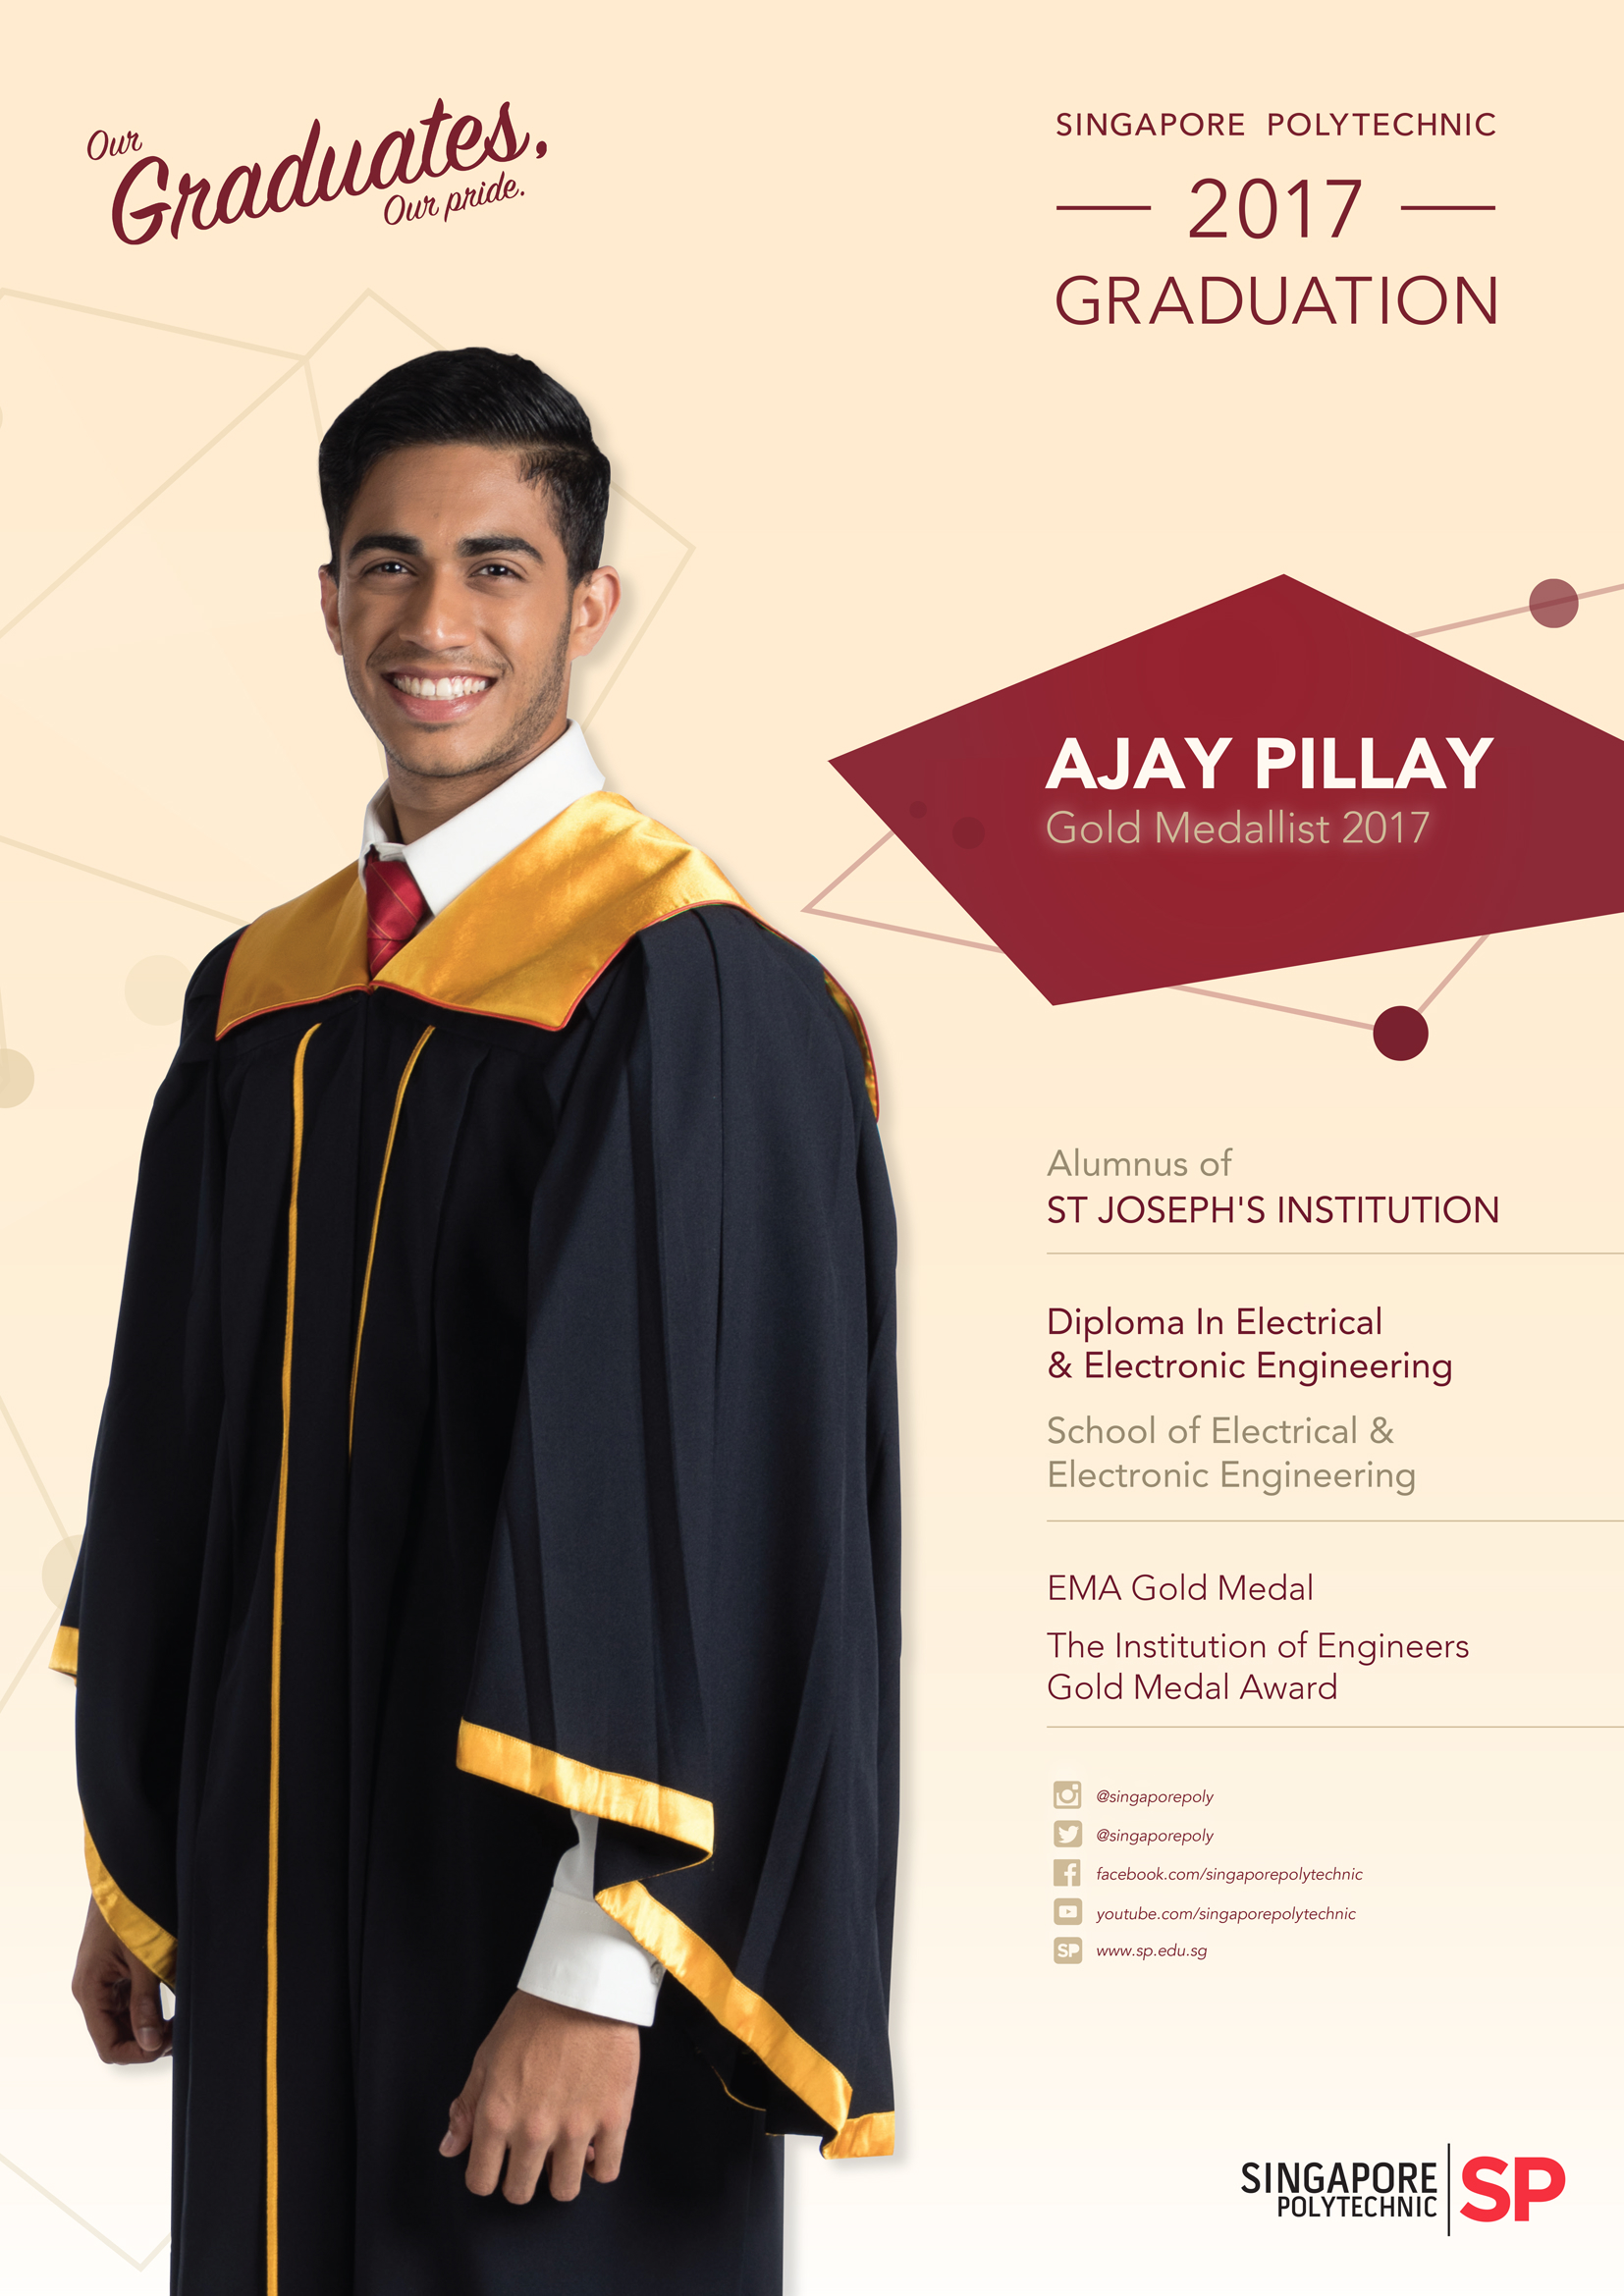 Our
Graduates,
Our pride.
SINGAPORE POLYTECHNIC
2017
GRADUATION
AJAY PILLAY
Gold Medallist 2017
Alumnus of
ST JOSEPH'S INSTITUTION
Diploma In Electrical
& Electronic Engineering
School of Electrical &
Electronic Engineering
EMA Gold Medal
The Institution of Engineers
Gold Medal Award
@singaporepoly
@singaporepoly
facebook.com/singaporepolytechnic
youtube.com/singaporepolytechnic
SP www.sp.edu.sg
SINGAPORE
POLYTECHNIC
SP